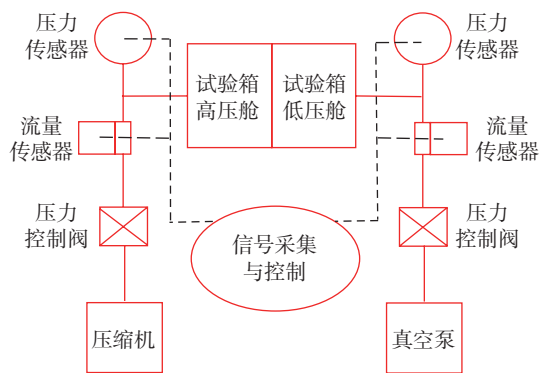 压力
传感器
试验箱
高压舱
试验箱
低压舱
压力
传感器
流量
传感器
流量
传感器
压力
控制阀
信号采集
与控制
压力
控制阀
压缩机
真空泵